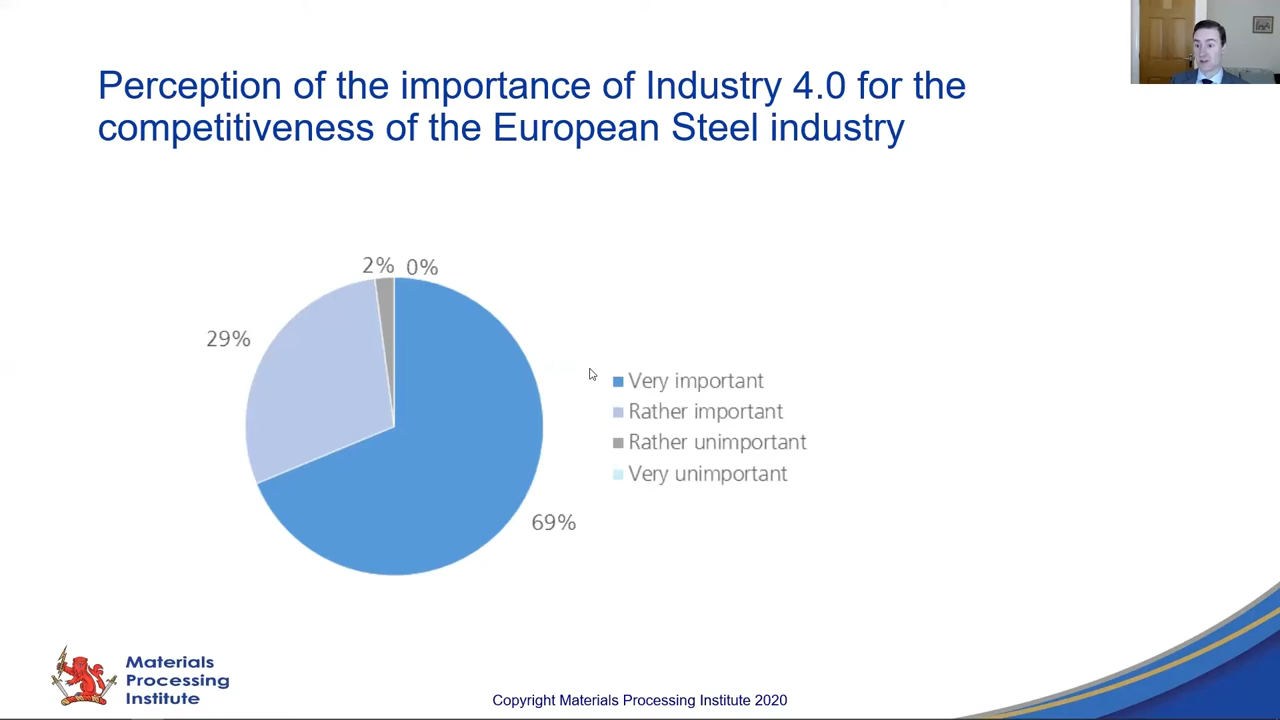 Perception of the importance of Industry 4.0 for the
competitiveness of the European Steel industry
2% 0%
29%
69%
Very important
Rather important
Rather unimportant
Very unimportant
Materials
Processing
Institute
Copyright Materials Processing Institute 2020